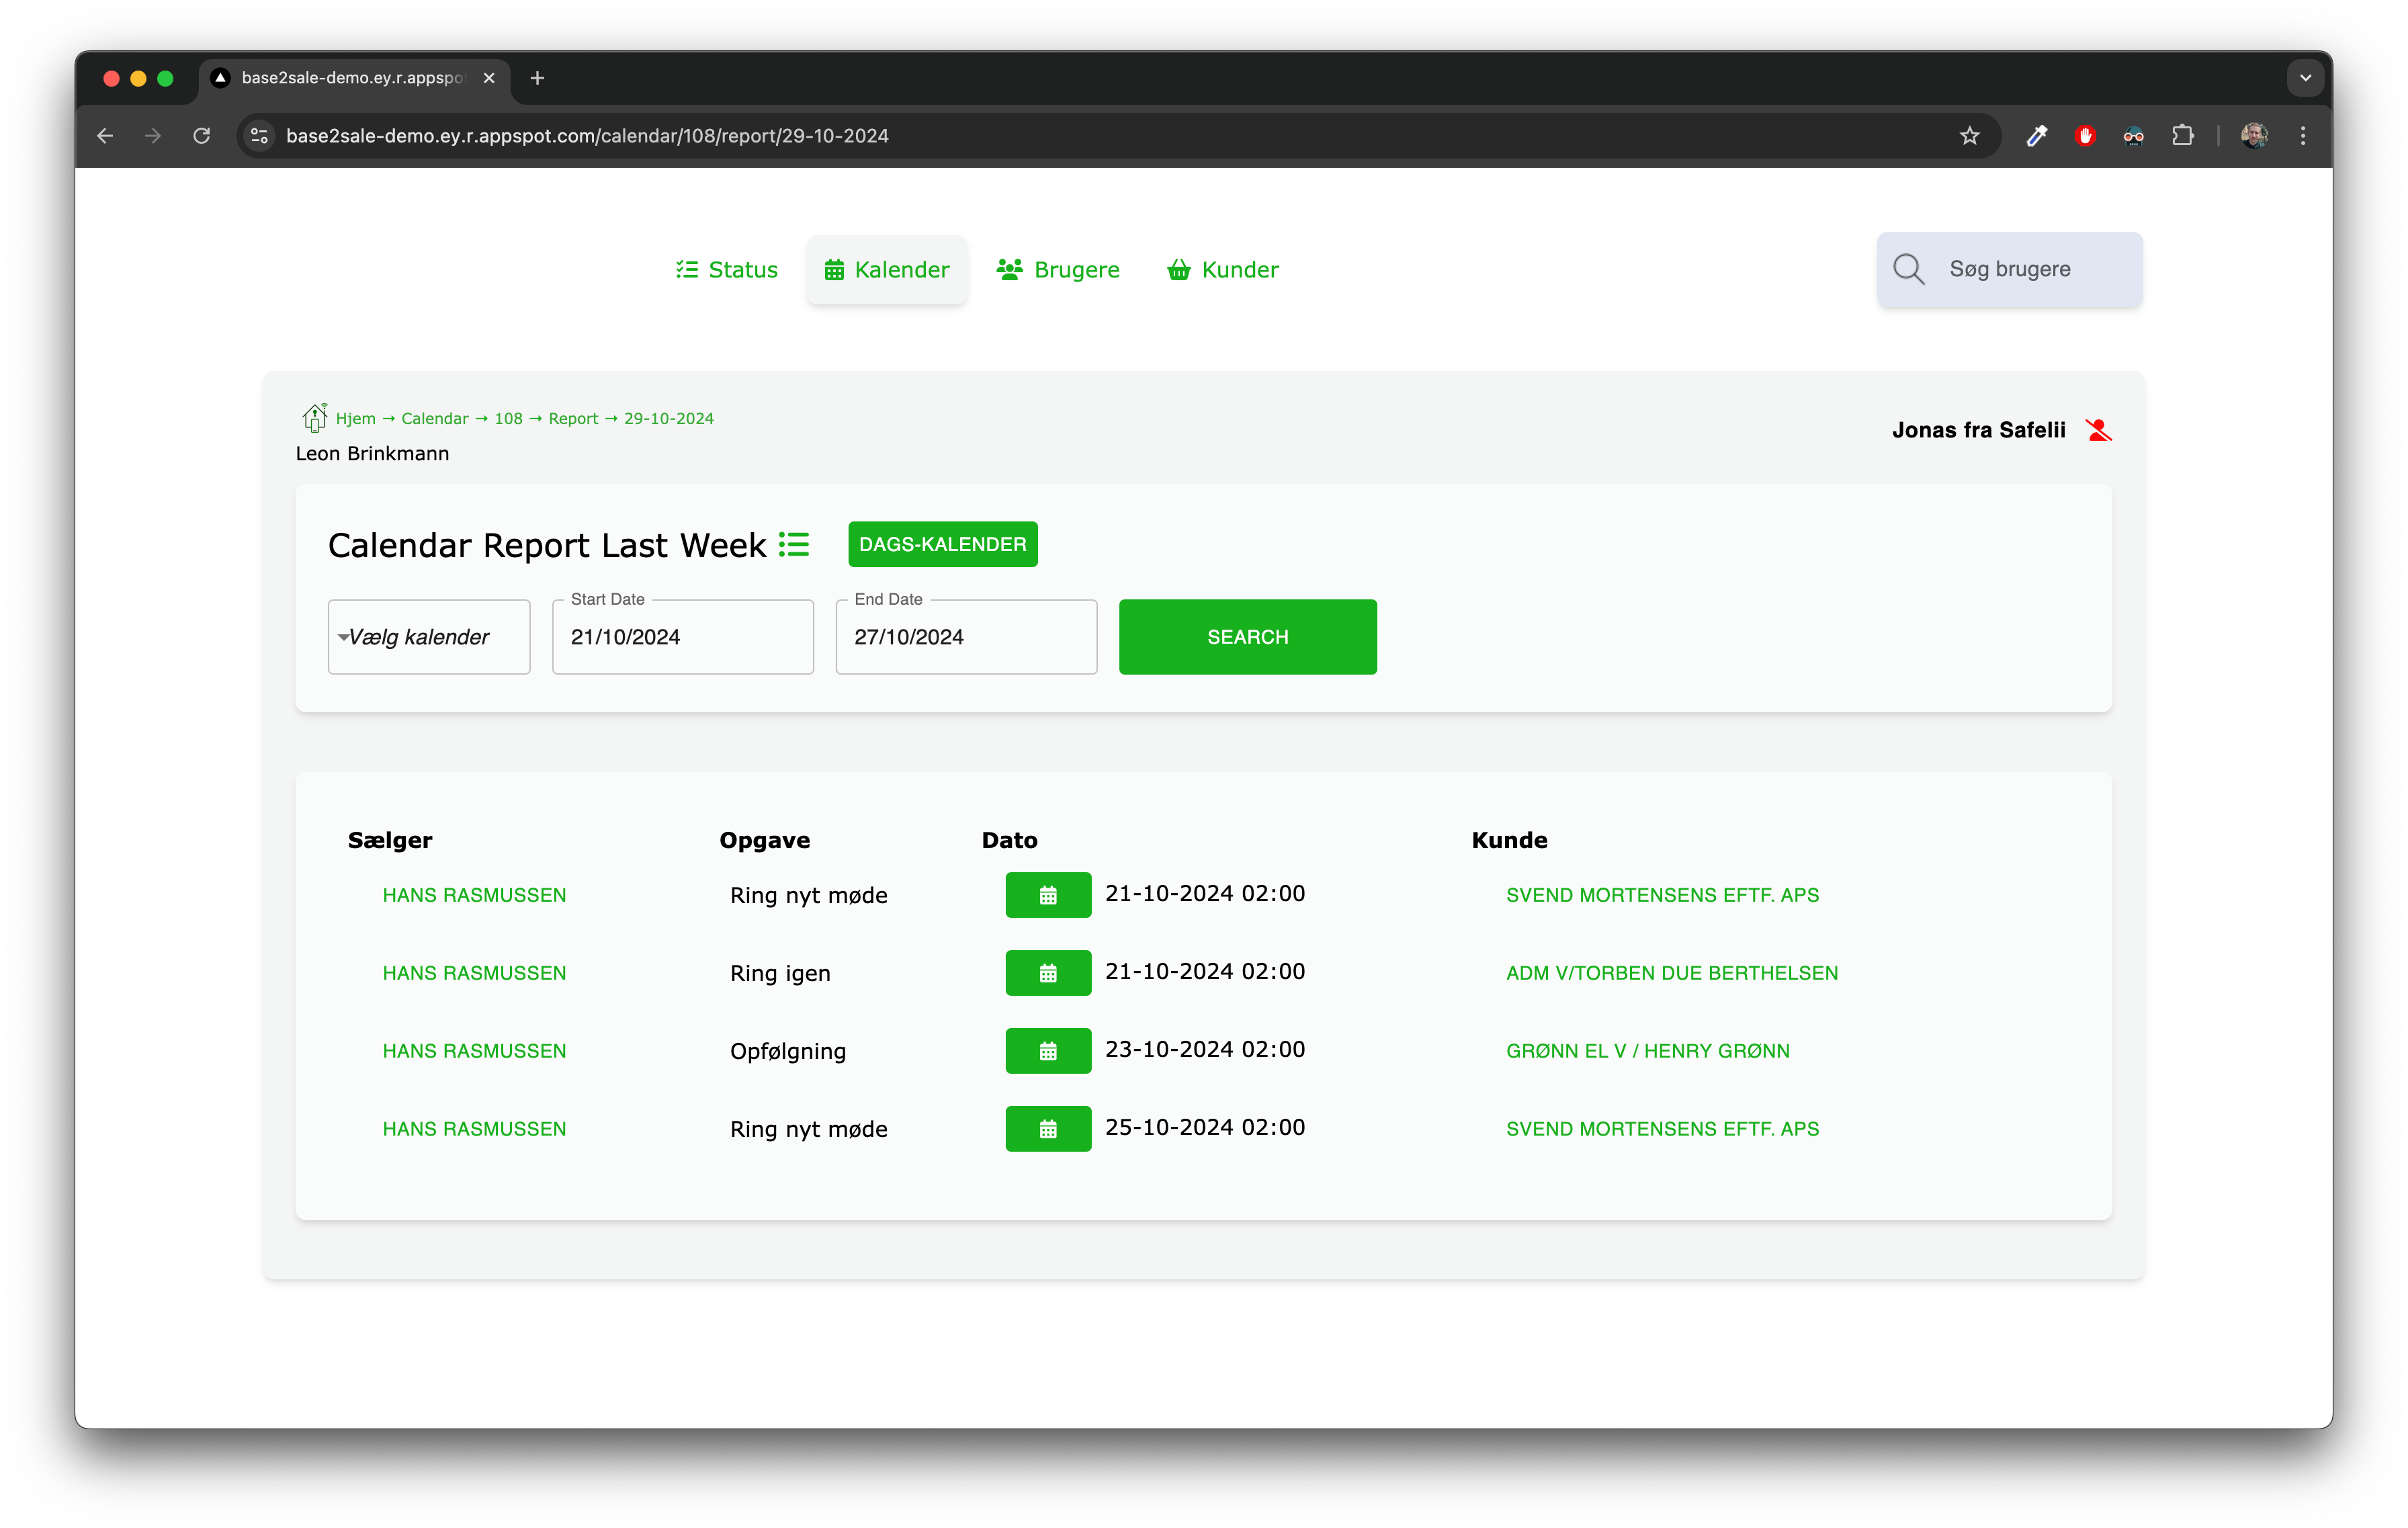 base2sale-demo.ey.r.appspo
base2sale-demo.ey.r.appspot.com/calendar/108/report/29-10-2024
Status Kalender Brugere Kunder
Søg brugere
Hjem → Calendar → 108 → Report → 29-10-2024
Leon Brinkmann
Jonas fra Safelii
Calendar Report Last Week DAGS-KALENDER
Start Date End Date
Vælg kalender 21/10/2024 27/10/2024 SEARCH
Sælger Opgave Dato Kunde
HANS RASMUSSEN Ring nyt møde 21-10-2024 02:00 SVEND MORTENSENS EFTF. APS
HANS RASMUSSEN Ring igen 21-10-2024 02:00 ADM V/TORBEN DUE BERTHELSEN
HANS RASMUSSEN Opfølgning 23-10-2024 02:00 GRØNN EL V / HENRY GRØNN
HANS RASMUSSEN Ring nyt møde 25-10-2024 02:00 SVEND MORTENSENS EFTF. APS